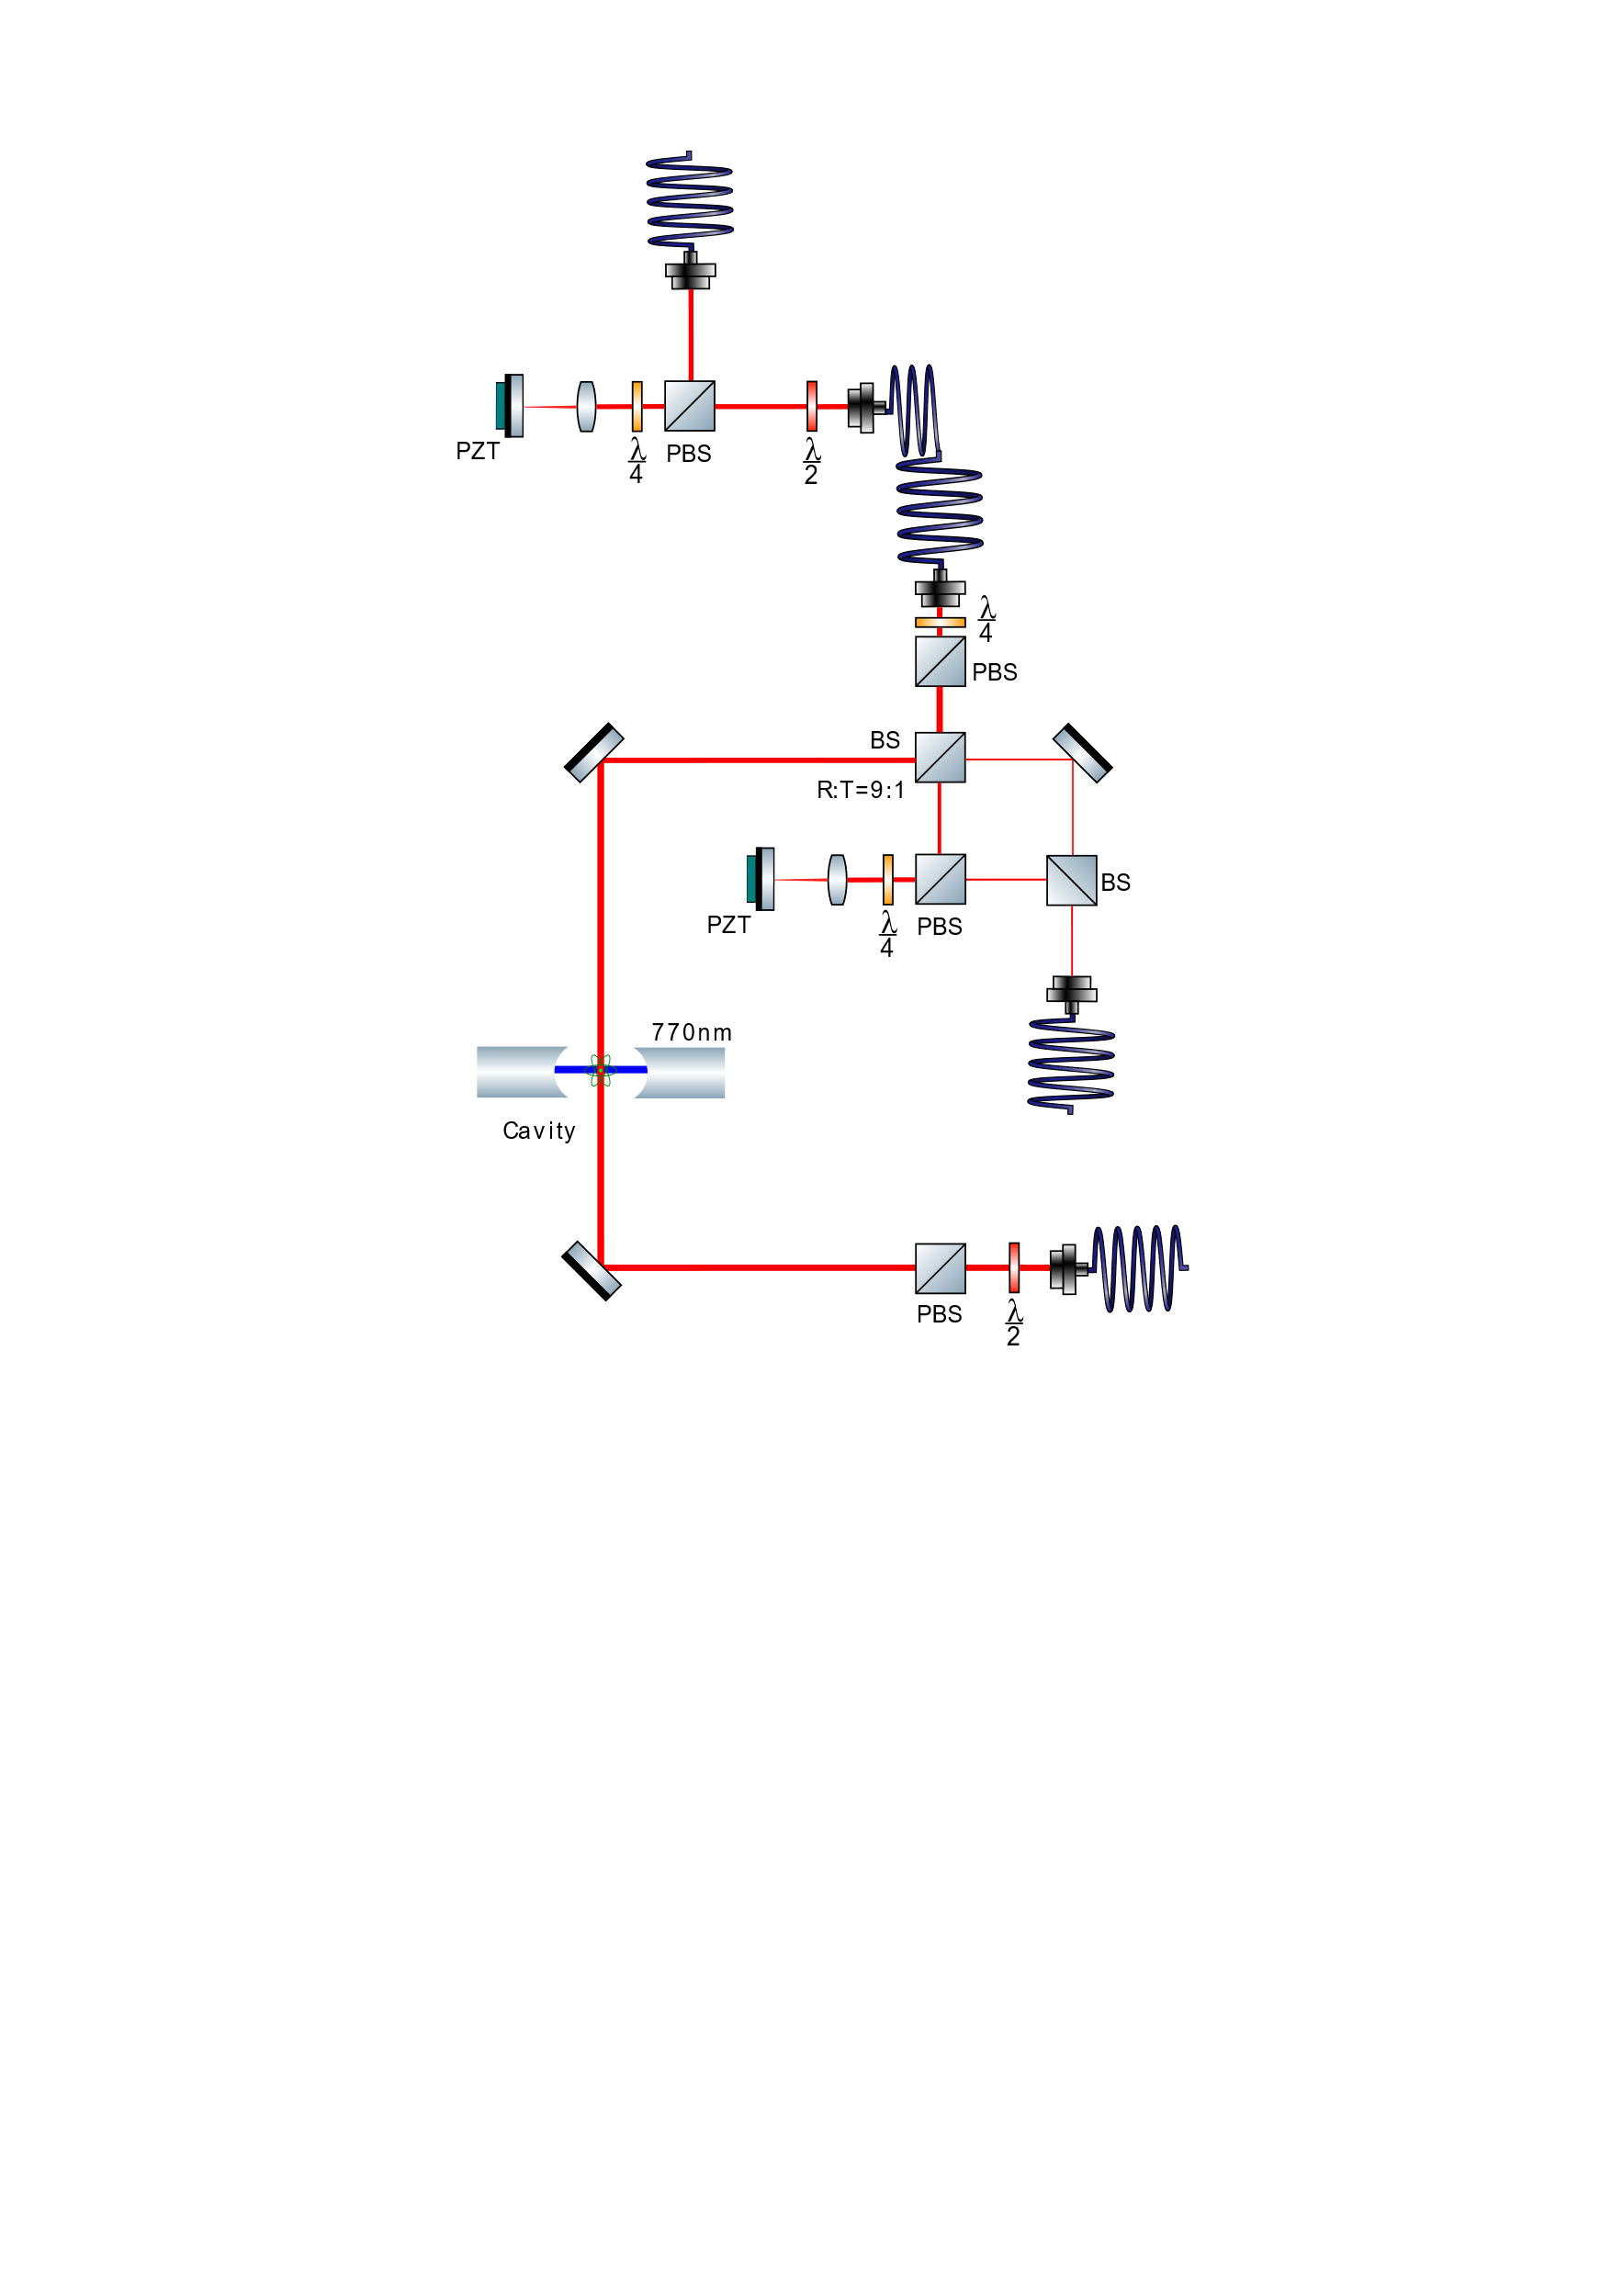 PZT
λ
4
PBS
λ
2
λ
4
PBS
BS
R:T=9:1
BS
PZT
λ
4
PBS
770nm
Cavity
PBS
λ
2